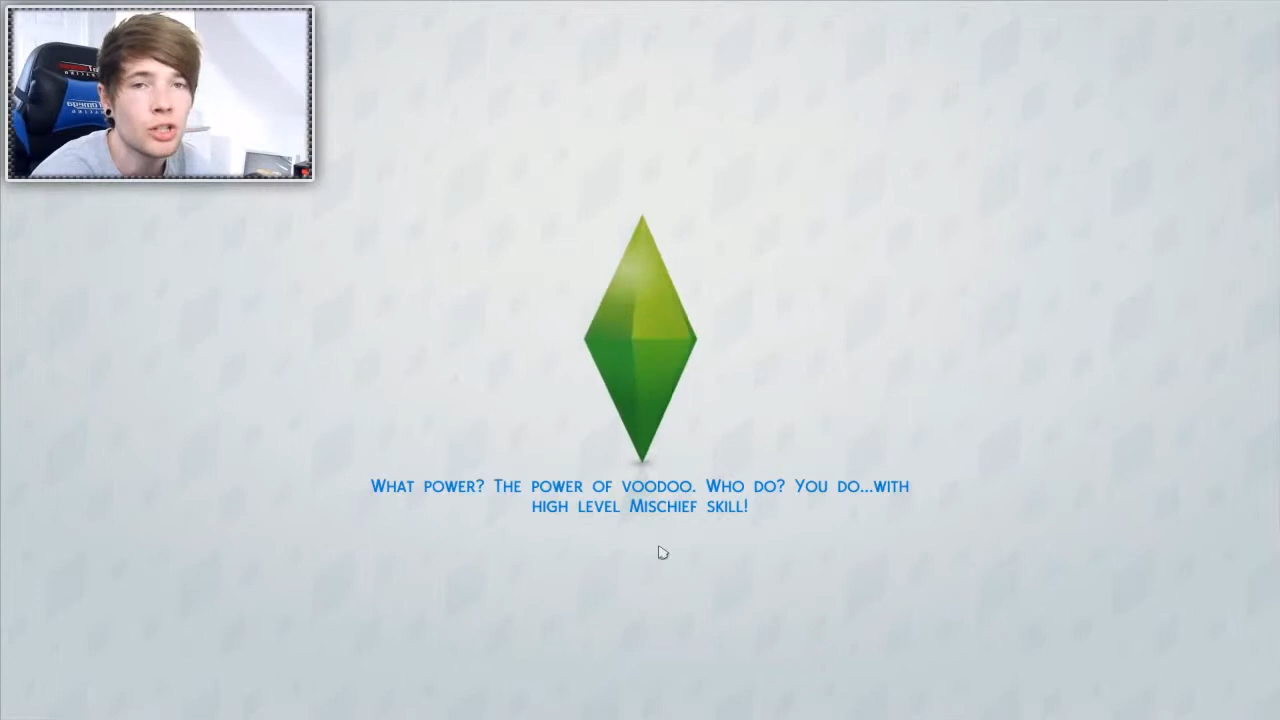 What power? The power of voodoo. Who do? You do...with
high level Mischief skill!